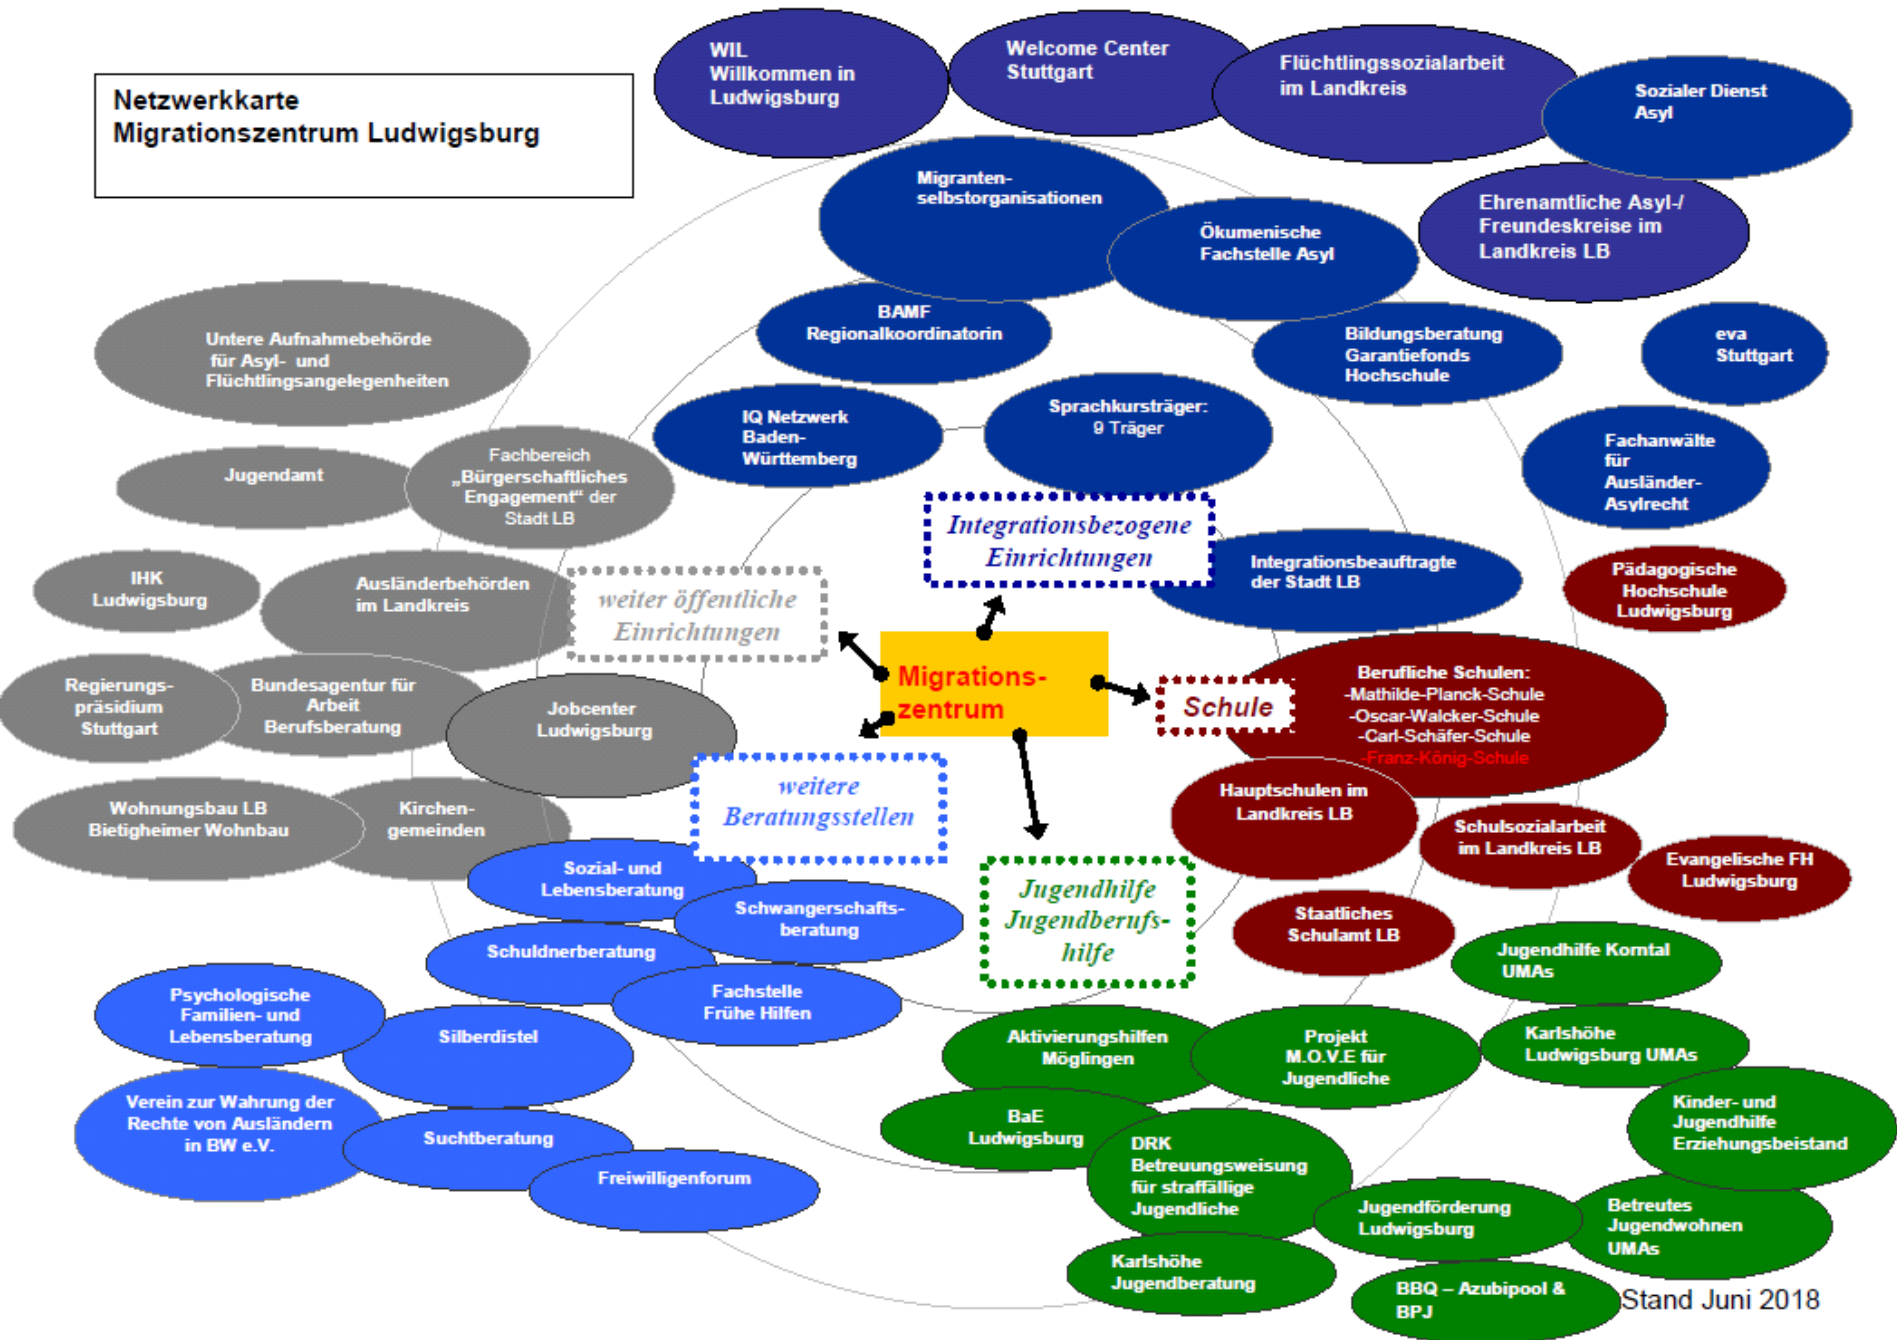 Netzwerkkarte
Migrationszentrum Ludwigsburg
WIL
Willkommen in
Ludwigsburg
Welcome Center
Stuttgart
Flüchtlingssozialarbeit
im Landkreis
Sozialer Dienst
Asyl
Migranten-
selbstorganisationen
Ökumenische
Fachstelle Asyl
Ehrenamtliche Asyl-/
Freundeskreise im
Landkreis LB
BAMF
Regionalkoordinatorin
Bildungsberatung
Garantiefonds
Hochschule
eva
Stuttgart
Untere Aufnahmebehörde
für Asyl- und
Flüchtlingsangelegenheiten
IQ Netzwerk
Baden-
Württemberg
Sprachkursträger:
9 Träger
Fachanwälte
für
Ausländer-
Asylrecht
Jugendamt
Fachbereich
„Bürgerschaftliches
Engagement“ der
Stadt LB
Integrationsbezogene
Einrichtungen
Integrationsbeauftragte
der Stadt LB
Pädagogische
Hochschule
Ludwigsburg
IHK
Ludwigsburg
Ausländerbehörden
im Landkreis
weiter öffentliche
Einrichtungen
Migrations-
zentrum
Schule
Berufliche Schulen:
-Mathilde-Planck-Schule
-Oscar-Walcker-Schule
-Carl-Schäfer-Schule
-Franz-König-Schule
Regierungs-
präsidium
Stuttgart
Bundesagentur für
Arbeit
Berufsberatung
Jobcenter
Ludwigsburg
weitere
Beratungsstellen
Hauptschulen im
Landkreis LB
Wohnungsbau LB
Bietigheimer Wohnbau
Kirchen-
gemeinden
Schulsozialarbeit
im Landkreis LB
Evangelische FH
Ludwigsburg
Sozial- und
Lebensberatung
Jugendhilfe
Jugendberufs-
hilfe
Schwangerschafts-
beratung
Staatliches
Schulamt LB
Schuldnerberatung
Jugendhilfe Korntal
UMAs
Fachstelle
Frühe Hilfen
Psychologische
Familien- und
Lebensberatung
Silberdistel
Aktivierungshilfen
Möglingen
Projekt
M.O.V.E für
Jugendliche
Karlshöhe
Ludwigsburg UMAs
Verein zur Wahrung der
Rechte von Ausländern
in BW e.V.
Suchtberatung
BaE
Ludwigsburg
Kinder- und
Jugendhilfe
Erziehungsbeistand
DRK
Betreuungsweisung
für straffällige
Jugendliche
Freiwilligenforum
Jugendförderung
Ludwigsburg
Betreutes
Jugendwohnen
UMAs
Karlshöhe
Jugendberatung
BBQ – Azubipool &
BPJ
Stand Juni 2018